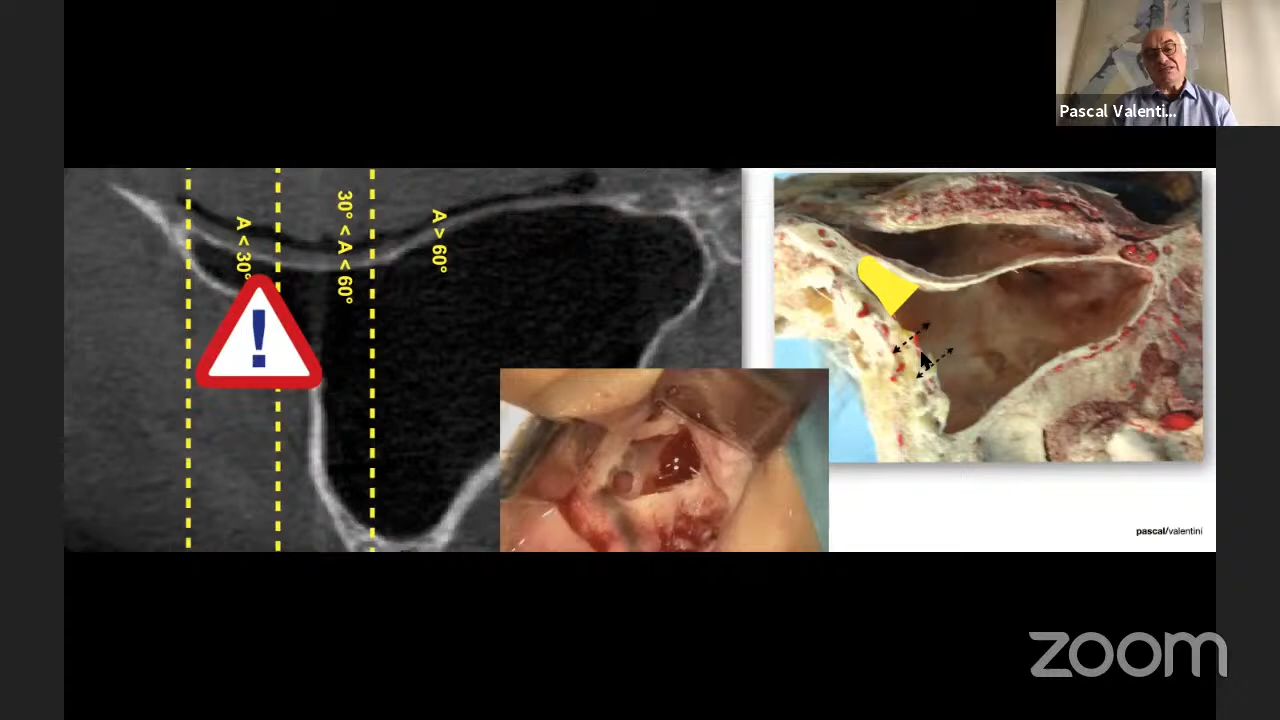 Pascal Valenti...
A < 30°
30° < A < 60°
A > 60°
!
pascal/valentini
zoom